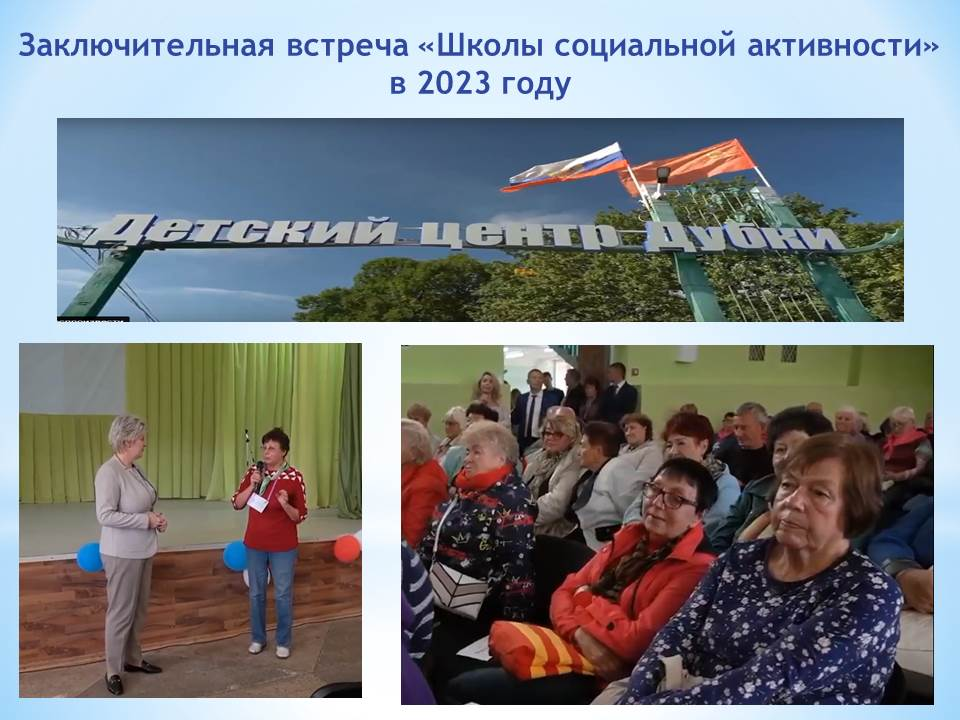 Заключительная встреча «Школы социальной активности»
в 2023 году
Детский центр Дубки